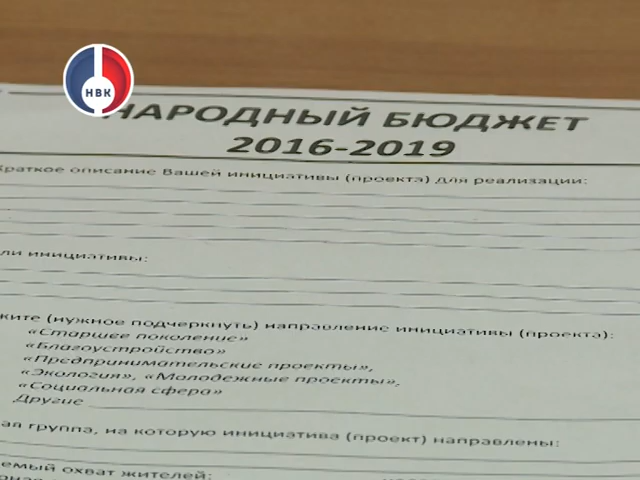 НВК
НАРОДНЫЙ БЮДЖЕТ
2016-2019
Краткое описание Вашей инициативы (проекта) для реализации:
ли инициативы:
жите (нужное подчеркнуть) направление инициативы (проекта):
«Старшее поколение»
«Благоустройство»
«Предпринимательские проекты»,
«Экология», «Молодежные проекты»,
«Социальная сфера»
Другие
ая группа, на которую инициатива (проект) направлены:
емый охват жителей: